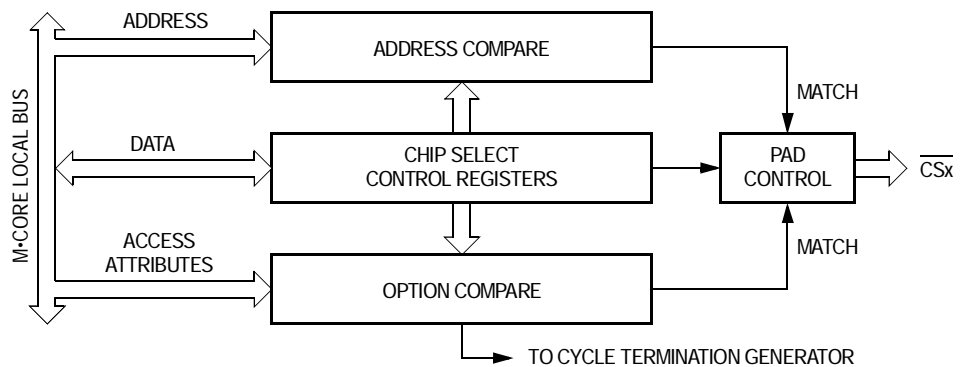 ADDRESS
ADDRESS COMPARE
MATCH
M•CORE LOCAL BUS
DATA
CHIP SELECT
CONTROL REGISTERS
PAD
CONTROL
CSx
ACCESS
ATTRIBUTES
MATCH
OPTION COMPARE
TO CYCLE TERMINATION GENERATOR